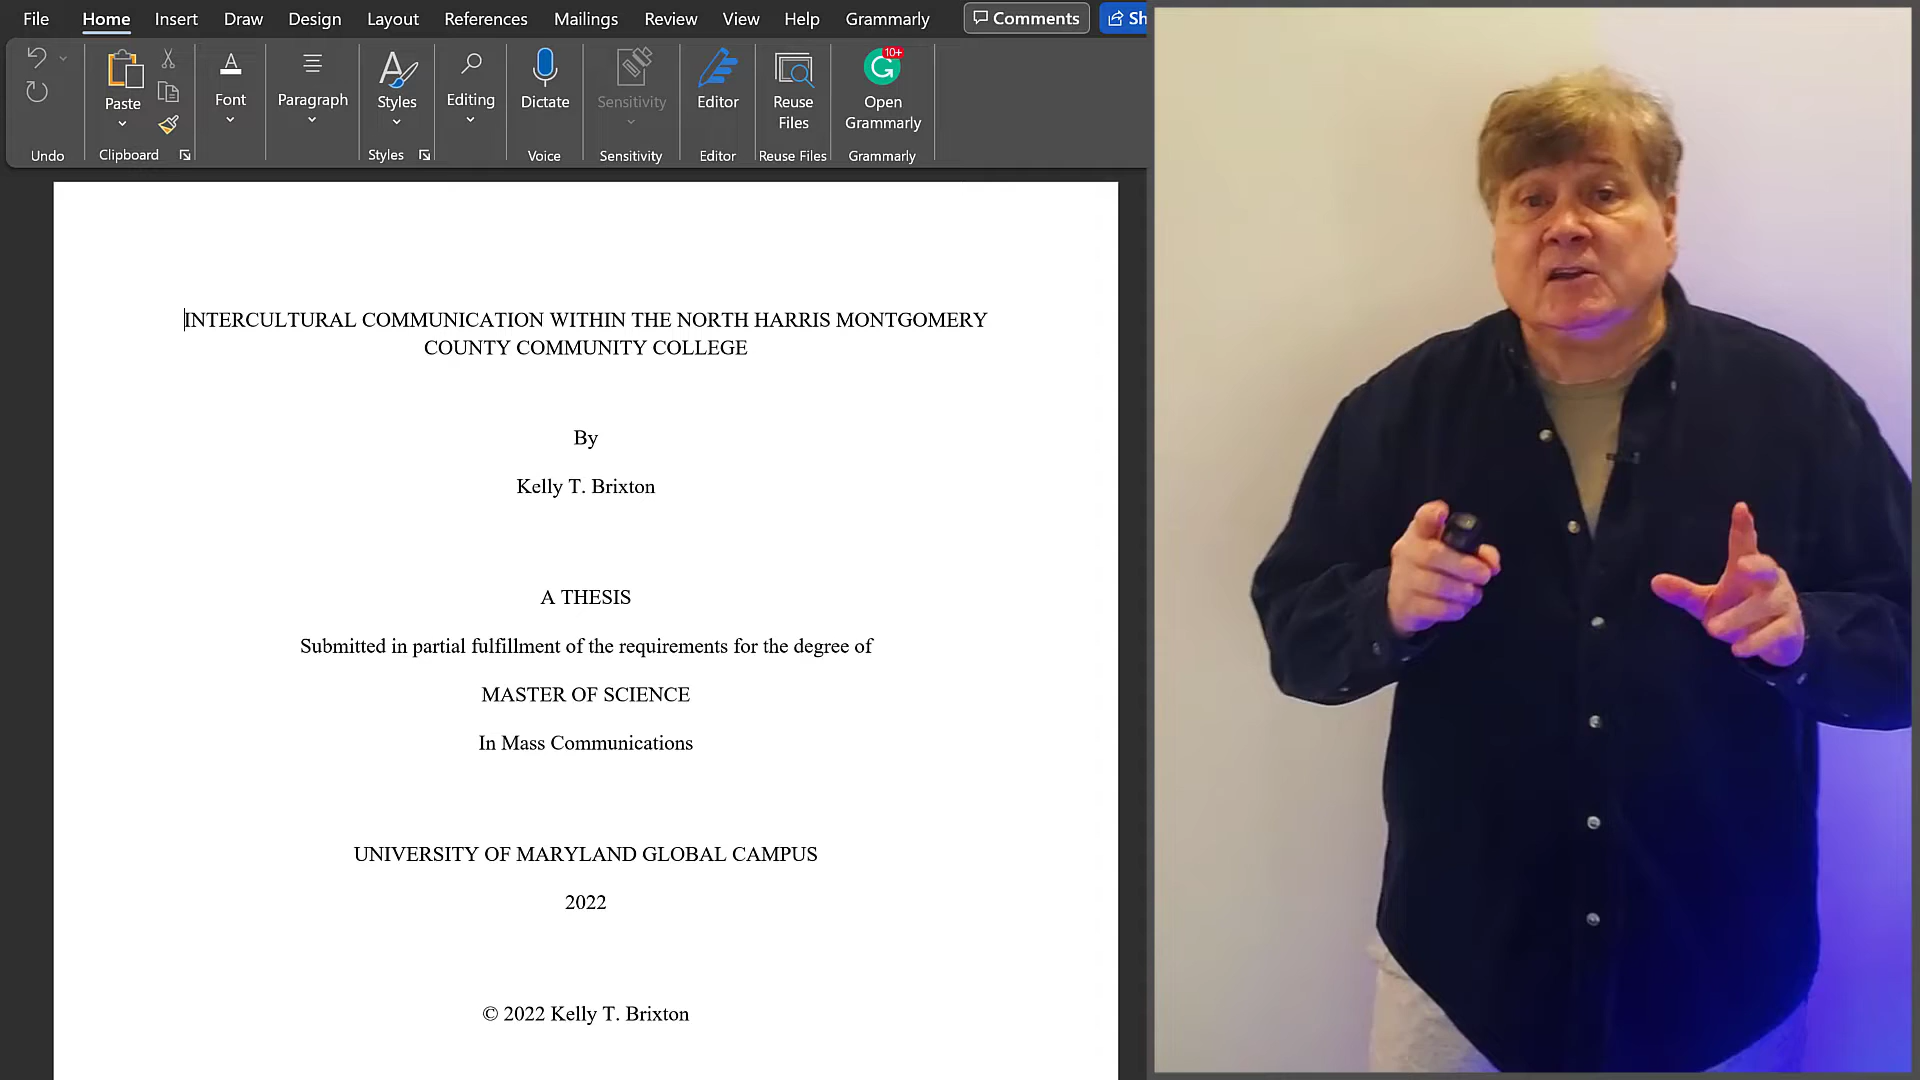 File Home Insert Draw Design Layout References Mailings Review View Help Grammarly Comments Sh
Paste
Font
Paragraph
Styles
Editing
Dictate
Sensitivity
Editor
Reuse Files
10+
Open Grammarly
Undo Clipboard Styles Voice Sensitivity Editor Reuse Files Grammarly
INTERCULTURAL COMMUNICATION WITHIN THE NORTH HARRIS MONTGOMERY
COUNTY COMMUNITY COLLEGE
By
Kelly T. Brixton
A THESIS
Submitted in partial fulfillment of the requirements for the degree of
MASTER OF SCIENCE
In Mass Communications
UNIVERSITY OF MARYLAND GLOBAL CAMPUS
2022
© 2022 Kelly T. Brixton